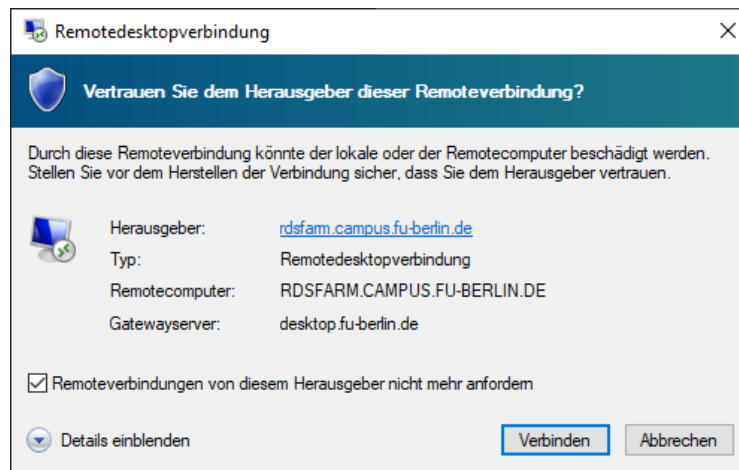 Remotedesktopverbindung
Vertrauen Sie dem Herausgeber dieser Remoteverbindung?
Durch diese Remoteverbindung könnte der lokale oder der Remotecomputer beschädigt werden.
Stellen Sie vor dem Herstellen der Verbindung sicher, dass Sie dem Herausgeber vertrauen.
Herausgeber: rdsfarm.campus.fu-berlin.de
Typ: Remotedesktopverbindung
Remotecomputer: RDSFARM.CAMPUS.FU-BERLIN.DE
Gatewayserver: desktop.fu-berlin.de
Remoteverbindungen von diesem Herausgeber nicht mehr anfordern
Details einblenden Verbinden Abbrechen